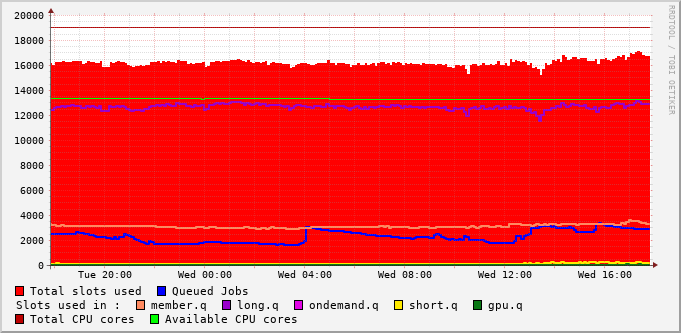 RRDTOOL / TOBI OETIKER
20000
18000
16000
14000
12000
10000
8000
6000
4000
2000
0
Tue 20:00 Wed 00:00 Wed 04:00 Wed 08:00 Wed 12:00 Wed 16:00
Total slots used Queued Jobs
Slots used in : member.q long.q ondemand.q short.q gpu.q
Total CPU cores Available CPU cores